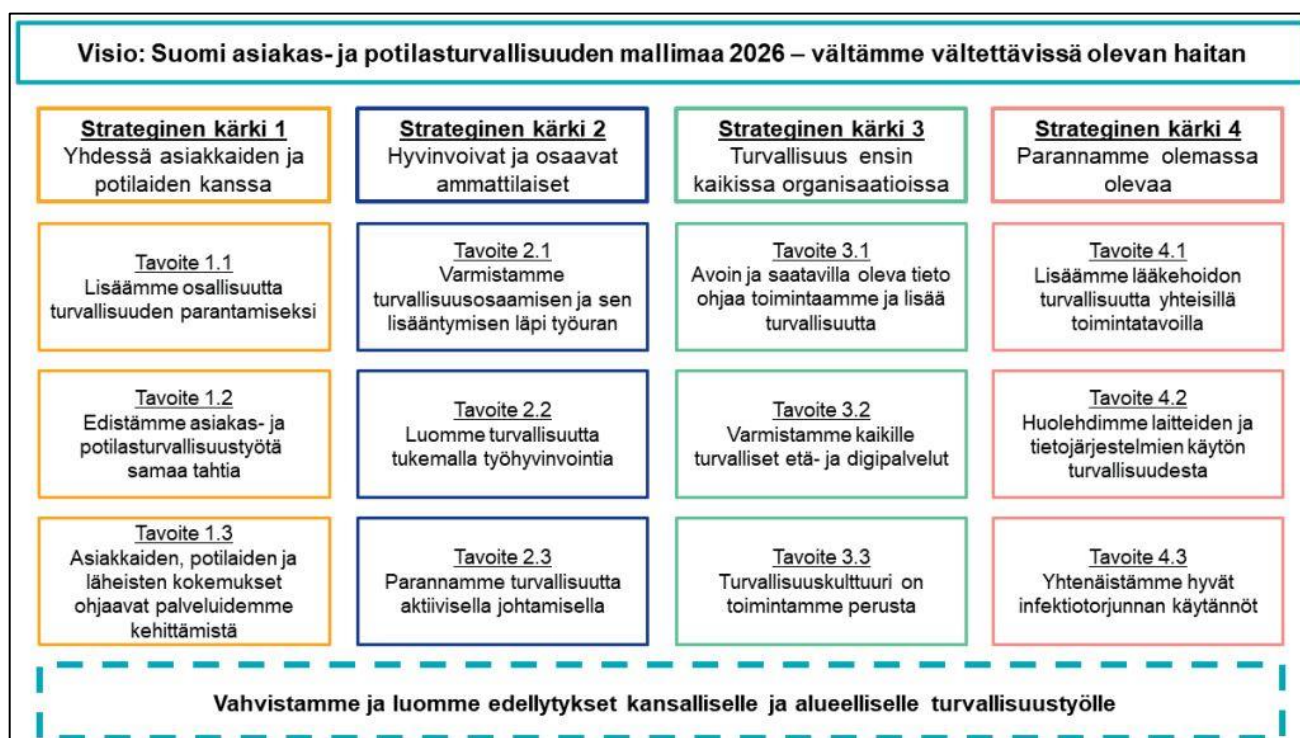 Visio: Suomi asiakas- ja potilasturvallisuuden mallimaa 2026 – vältämme vältettävissä olevan haitan
Strateginen kärki 1
Yhdessä asiakkaiden ja
potilaiden kanssa
Tavoite 1.1
Lisäämme osallisuutta
turvallisuuden parantamiseksi
Tavoite 1.2
Edistämme asiakas- ja
potilasturvallisuustyötä
samaa tahtia
Tavoite 1.3
Asiakkaiden, potilaiden ja
läheisten kokemukset
ohjaavat palveluidemme
kehittämistä
Strateginen kärki 2
Hyvinvoivat ja osaavat
ammattilaiset
Tavoite 2.1
Varmistamme
turvallisuusosaamisen ja sen
lisääntymisen läpi työuran
Tavoite 2.2
Luomme turvallisuutta
tukemalla työhyvinvointia
Tavoite 2.3
Parannamme turvallisuutta
aktiivisella johtamisella
Strateginen kärki 3
Turvallisuus ensin
kaikissa organisaatioissa
Tavoite 3.1
Avoin ja saatavilla oleva tieto
ohjaa toimintaamme ja lisää
turvallisuutta
Tavoite 3.2
Varmistamme kaikille
turvalliset etä- ja digipalvelut
Tavoite 3.3
Turvallisuuskulttuuri on
toimintamme perusta
Strateginen kärki 4
Parannamme olemassa
olevaa
Tavoite 4.1
Lisäämme lääkehoidon
turvallisuutta yhteisillä
toimintatavoilla
Tavoite 4.2
Huolehdimme laitteiden ja
tietojärjestelmien käytön
turvallisuudesta
Tavoite 4.3
Yhtenäistämme hyvät
infektiotorjunnan käytännöt
Vahvistamme ja luomme edellytykset kansalliselle ja alueelliselle turvallisuustyölle